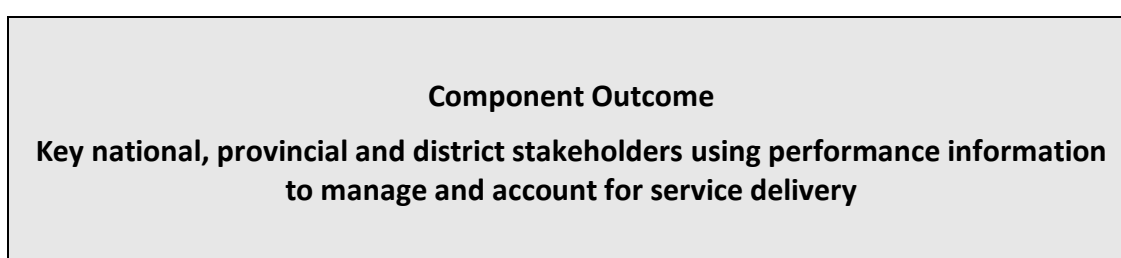 Component Outcome
Key national, provincial and district stakeholders using performance information
to manage and account for service delivery